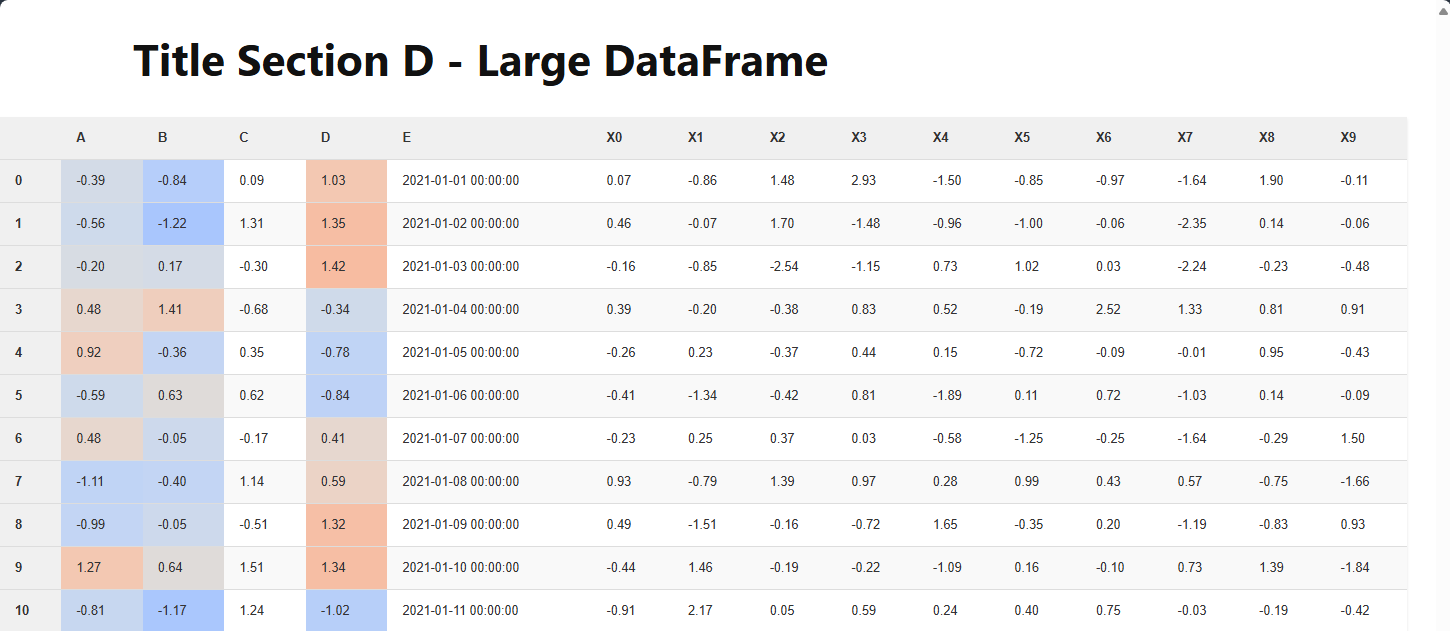 Title Section D - Large DataFrame
A B C D E X0 X1 X2 X3 X4 X5 X6 X7 X8 X9
0 -0.39 -0.84 0.09 1.03 2021-01-01 00:00:00 0.07 -0.86 1.48 2.93 -1.50 -0.85 -0.97 -1.64 1.90 -0.11
1 -0.56 -1.22 1.31 1.35 2021-01-02 00:00:00 0.46 -0.07 1.70 -1.48 -0.96 -1.00 -0.06 -2.35 0.14 -0.06
2 -0.20 0.17 -0.30 1.42 2021-01-03 00:00:00 -0.16 -0.85 -2.54 -1.15 0.73 1.02 0.03 -2.24 -0.23 -0.48
3 0.48 1.41 -0.68 -0.34 2021-01-04 00:00:00 0.39 -0.20 -0.38 0.83 0.52 -0.19 2.52 1.33 0.81 0.91
4 0.92 -0.36 0.35 -0.78 2021-01-05 00:00:00 -0.26 0.23 -0.37 0.44 0.15 -0.72 -0.09 -0.01 0.95 -0.43
5 -0.59 0.63 0.62 -0.84 2021-01-06 00:00:00 -0.41 -1.34 -0.42 0.81 -1.89 0.11 0.72 -1.03 0.14 -0.09
6 0.48 -0.05 -0.17 0.41 2021-01-07 00:00:00 -0.23 0.25 0.37 0.03 -0.58 -1.25 -0.25 -1.64 -0.29 1.50
7 -1.11 -0.40 1.14 0.59 2021-01-08 00:00:00 0.93 -0.79 1.39 0.97 0.28 0.99 0.43 0.57 -0.75 -1.66
8 -0.99 -0.05 -0.51 1.32 2021-01-09 00:00:00 0.49 -1.51 -0.16 -0.72 1.65 -0.35 0.20 -1.19 -0.83 0.93
9 1.27 0.64 1.51 1.34 2021-01-10 00:00:00 -0.44 1.46 -0.19 -0.22 -1.09 0.16 -0.10 0.73 1.39 -1.84
10 -0.81 -1.17 1.24 -1.02 2021-01-11 00:00:00 -0.91 2.17 0.05 0.59 0.24 0.40 0.75 -0.03 -0.19 -0.42